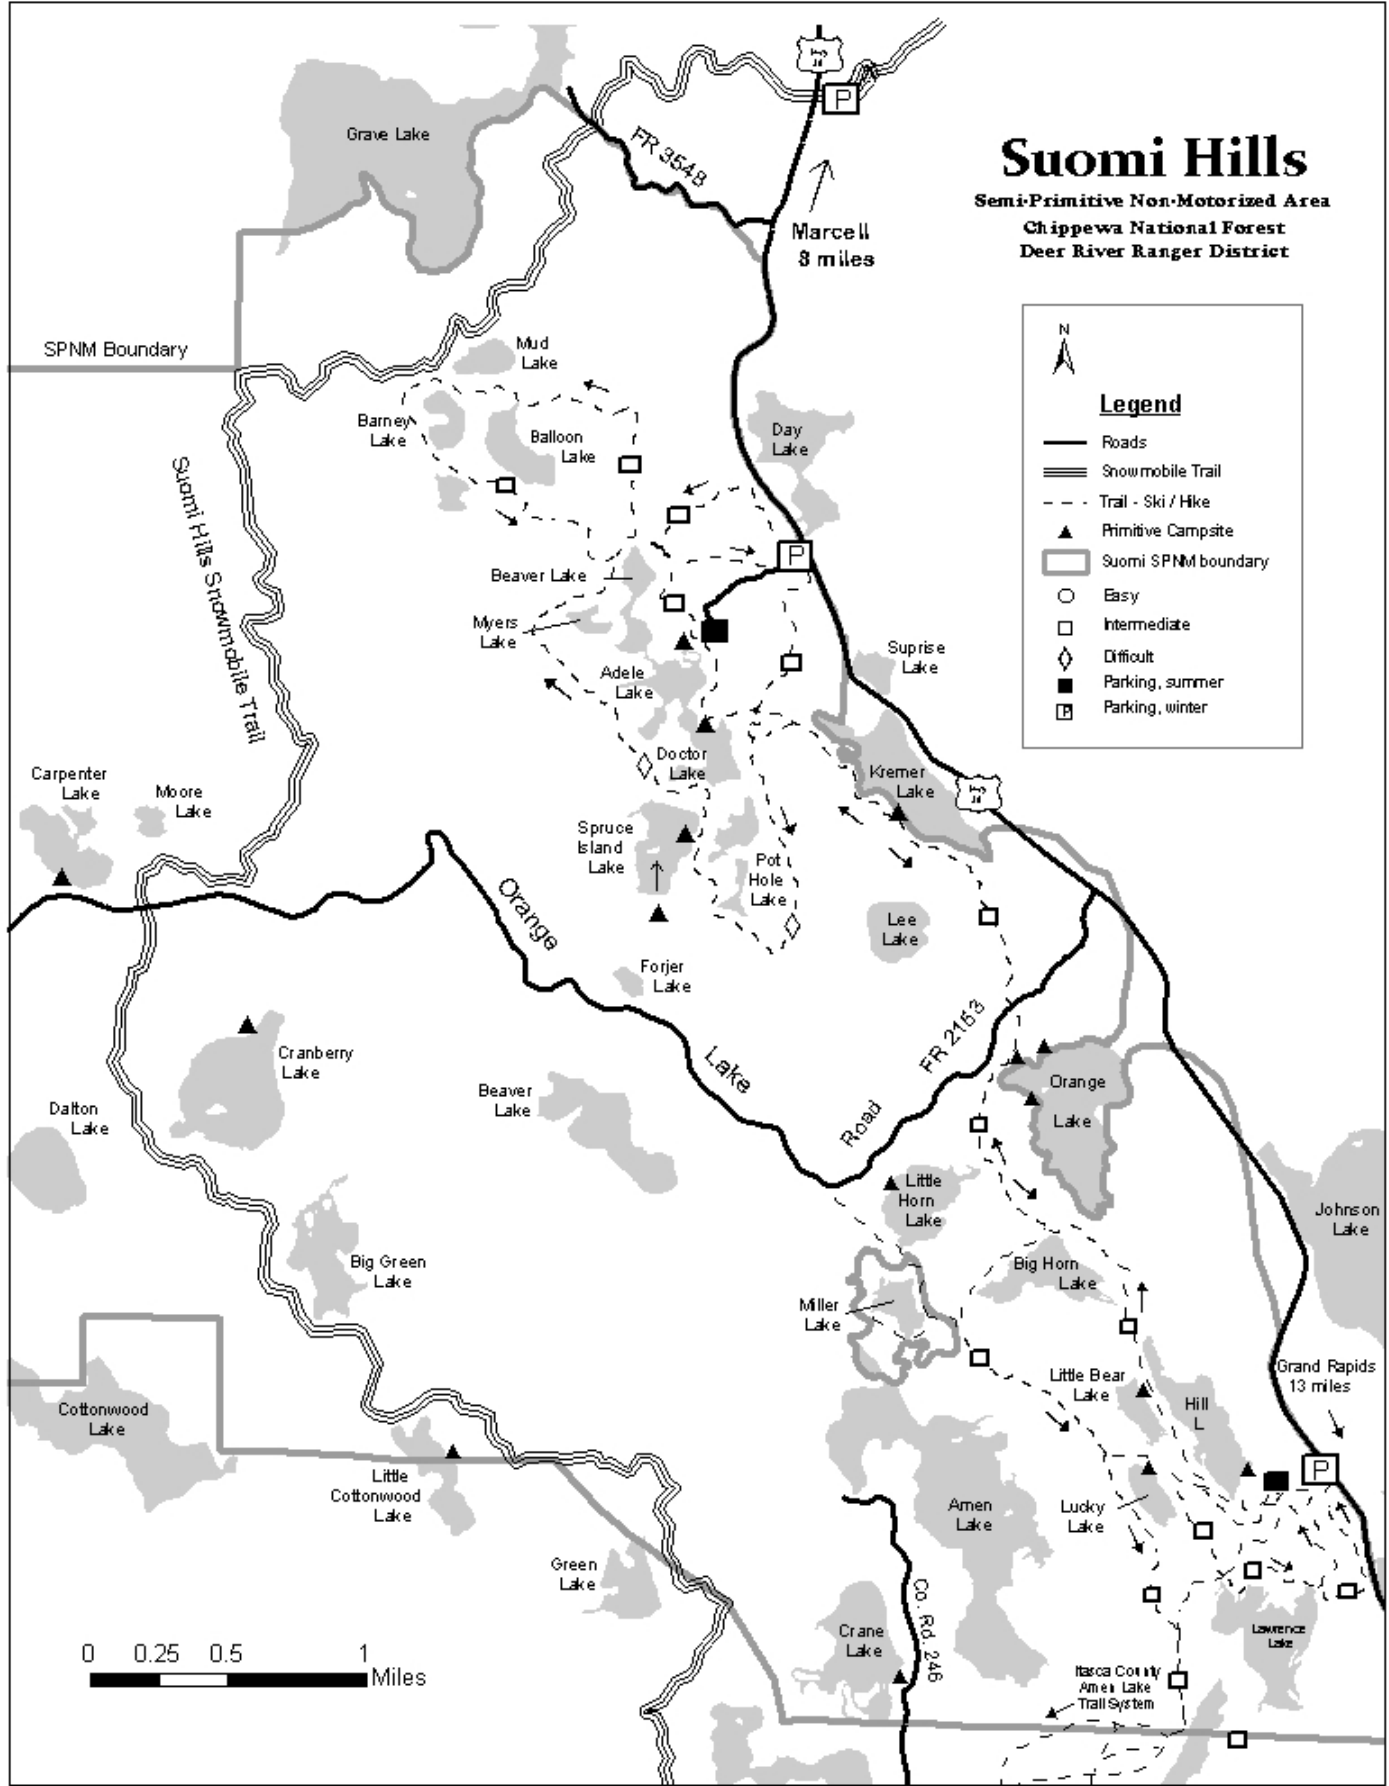 Grave Lake
FR 3548
Marcell
8 miles
P
Suomi Hills
Semi-Primitive Non-Motorized Area
Chippewa National Forest
Deer River Ranger District
N
Legend
Roads
Snowmobile Trail
Trail - Ski / Hike
Primitive Campsite
Suomi SPNM boundary
Easy
Intermediate
Difficult
Parking, summer
P
Parking, winter
SPNM Boundary
Mud
Lake
Barney
Lake
Balloon
Lake
Day
Lake
Suomi Hills Snowmobile Trail
P
Beaver Lake
Myers
Lake
Adele
Lake
Suprise
Lake
Doctor
Lake
Kremer
Lake
Carpenter
Lake
Moore
Lake
Spruce
Island
Lake
Pot
Hole
Lake
Orange
Lake
Road
Lee
Lake
Forjer
Lake
FR 2153
Cranberry
Lake
Beaver
Lake
Orange
Lake
Dalton
Lake
Little
Horn
Lake
Johnson
Lake
Big Green
Lake
Big Horn
Lake
Miller
Lake
Grand Rapids
13 miles
Little Bear
Lake
Hill
L
Cottonwood
Lake
P
Little
Cottonwood
Lake
Amen
Lake
Lucky
Lake
Green
Lake
Co. Rd. 246
Crane
Lake
Lawrence
Lake
Itasca County
Amen Lake
Trail System
0 0.25 0.5 1
Miles